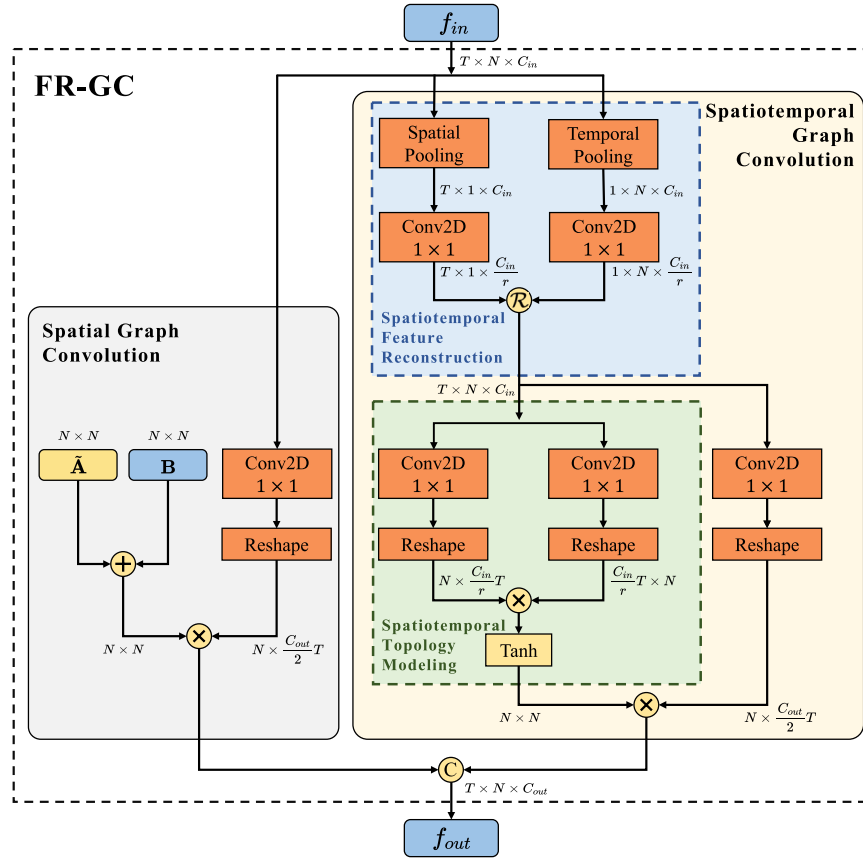 f_in
T × N × C_in
FR-GC
Spatiotemporal
Graph
Convolution
Spatial
Pooling
Temporal
Pooling
T × 1 × C_in
1 × N × C_in
Conv2D
1 × 1
Conv2D
1 × 1
T × 1 × C_in/r
1 × N × C_in/r
R
Spatiotemporal
Feature
Reconstruction
T × N × C_in
Spatial Graph
Convolution
N × N
N × N
Ã
B
Conv2D
1 × 1
Conv2D
1 × 1
Conv2D
1 × 1
Conv2D
1 × 1
Reshape
Reshape
Reshape
Reshape
+
N × C_in/r T
C_in/r T × N
×
×
Spatiotemporal
Topology
Modeling
Tanh
N × N
N × C_out/2 T
N × N
×
N × C_out/2 T
C
T × N × C_out
f_out